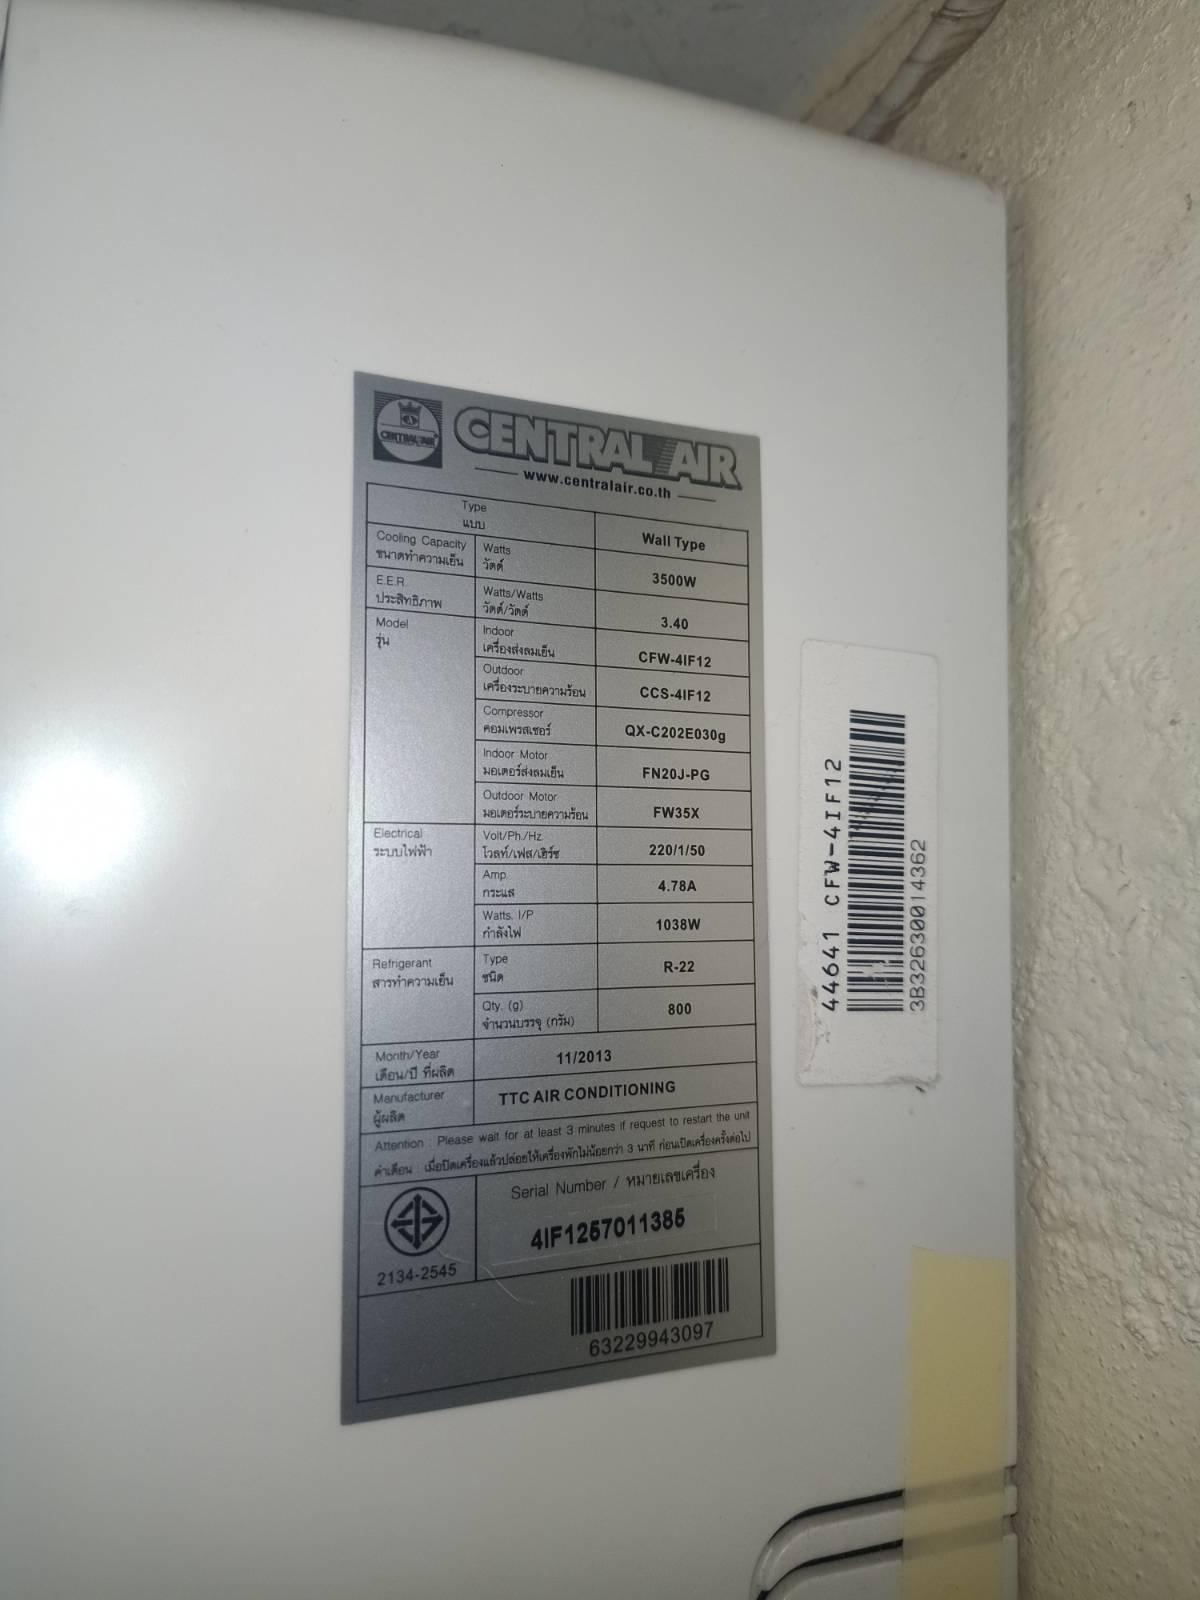 CENTRAL AIR
CENTRAL AIR
www.centralair.co.th
Type
แบบ
Wall Type
Cooling Capacity
ขนาดทำความเย็น
Watts
วัตต์
3500W
E.E.R.
ประสิทธิภาพ
Watts/Watts
วัตต์/วัตต์
3.40
Model
รุ่น
Indoor
เครื่องส่งลมเย็น
CFW-4IF12
Outdoor
เครื่องระบายความร้อน
CCS-4IF12
Compressor
คอมเพรสเซอร์
QX-C202E030g
Indoor Motor
มอเตอร์ส่งลมเย็น
FN20J-PG
Outdoor Motor
มอเตอร์ระบายความร้อน
FW35X
Electrical
ระบบไฟฟ้า
Volt/Ph./Hz.
โวลท์/เฟส/เฮิร์ซ
220/1/50
Amp.
กระแส
4.78A
Watts. I/P
กำลังไฟ
1038W
Refrigerant
สารทำความเย็น
Type
ชนิด
R-22
Qty. (g)
จำนวนบรรจุ (กรัม)
800
Month/Year
เดือน/ปี ที่ผลิต
11/2013
Manufacturer
ผู้ผลิต
TTC AIR CONDITIONING
Attention : Please wait for at least 3 minutes if request to restart the unit
คำเตือน : เมื่อปิดเครื่องแล้วปล่อยให้เครื่องพักไม่น้อยกว่า 3 นาที ก่อนเปิดเครื่องครั้งต่อไป
2134-2545
Serial Number / หมายเลขเครื่อง
4IF1257011385
63229943097
44641 CFW-4IF12
3B32630014362